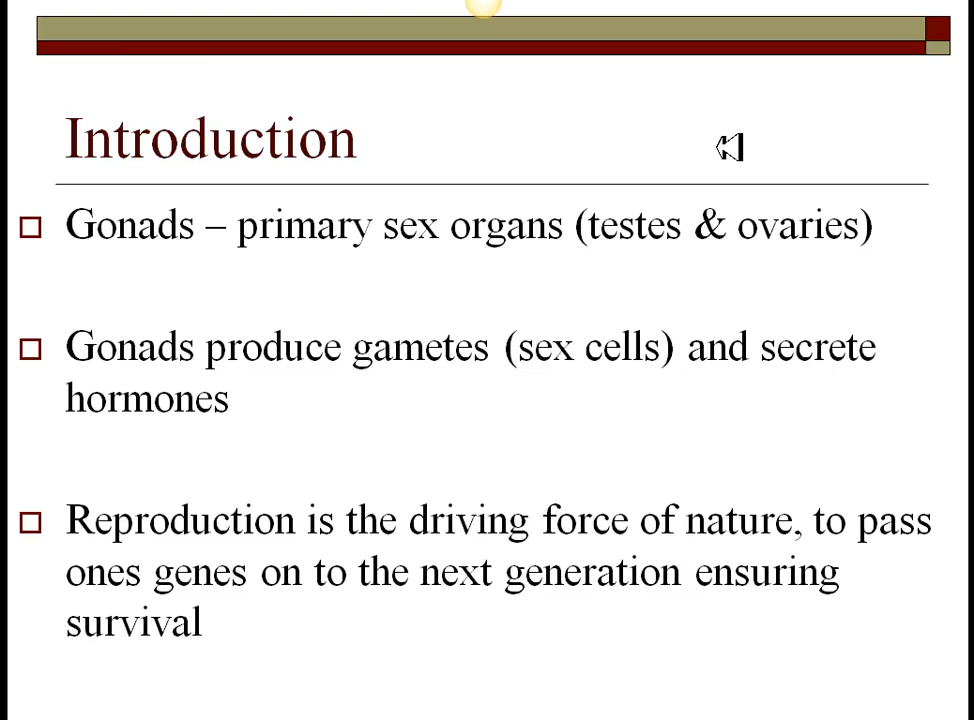 Introduction
Gonads – primary sex organs (testes & ovaries)
Gonads produce gametes (sex cells) and secrete
hormones
Reproduction is the driving force of nature, to pass
ones genes on to the next generation ensuring
survival